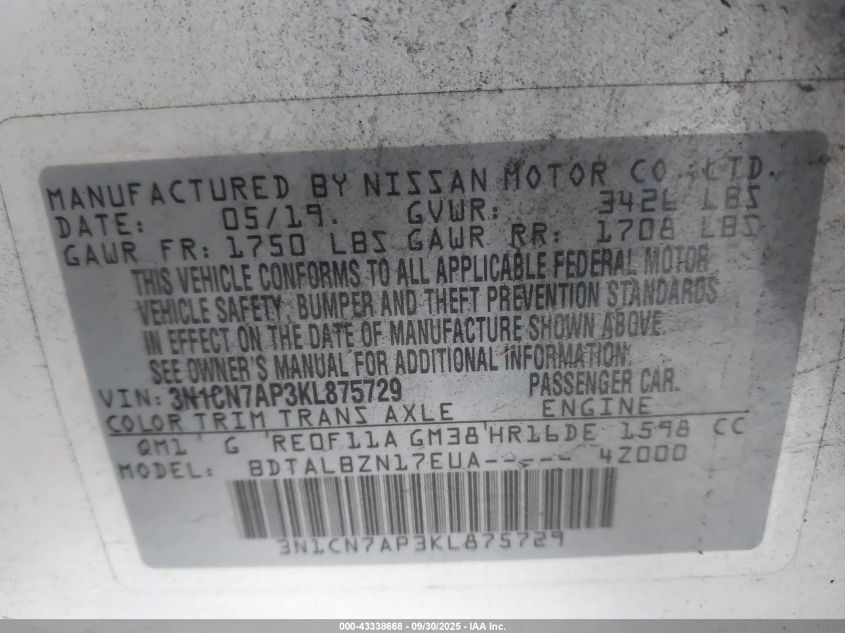 MANUFACTURED BY NISSAN MOTOR CO.,LTD.
DATE: 05/19. GVWR: 3426 LBS
GAWR FR: 1750 LBS GAWR RR: 1708 LBS
THIS VEHICLE CONFORMS TO ALL APPLICABLE FEDERAL MOTOR
VEHICLE SAFETY, BUMPER AND THEFT PREVENTION STANDARDS
IN EFFECT ON THE DATE OF MANUFACTURE SHOWN ABOVE.
SEE OWNER'S MANUAL FOR ADDITIONAL INFORMATION.
VIN: 3N1CN7AP3KL875729 PASSENGER CAR.
COLOR TRIM TRANS AXLE ENGINE
QM1 G RE0F11A GM38 HR16DE 1598 CC
MODEL: BDTALBZN17EUA----- 4Z000
3N1CN7AP3KL875729
000-43338668 - 09/30/2025 - IAA Inc.